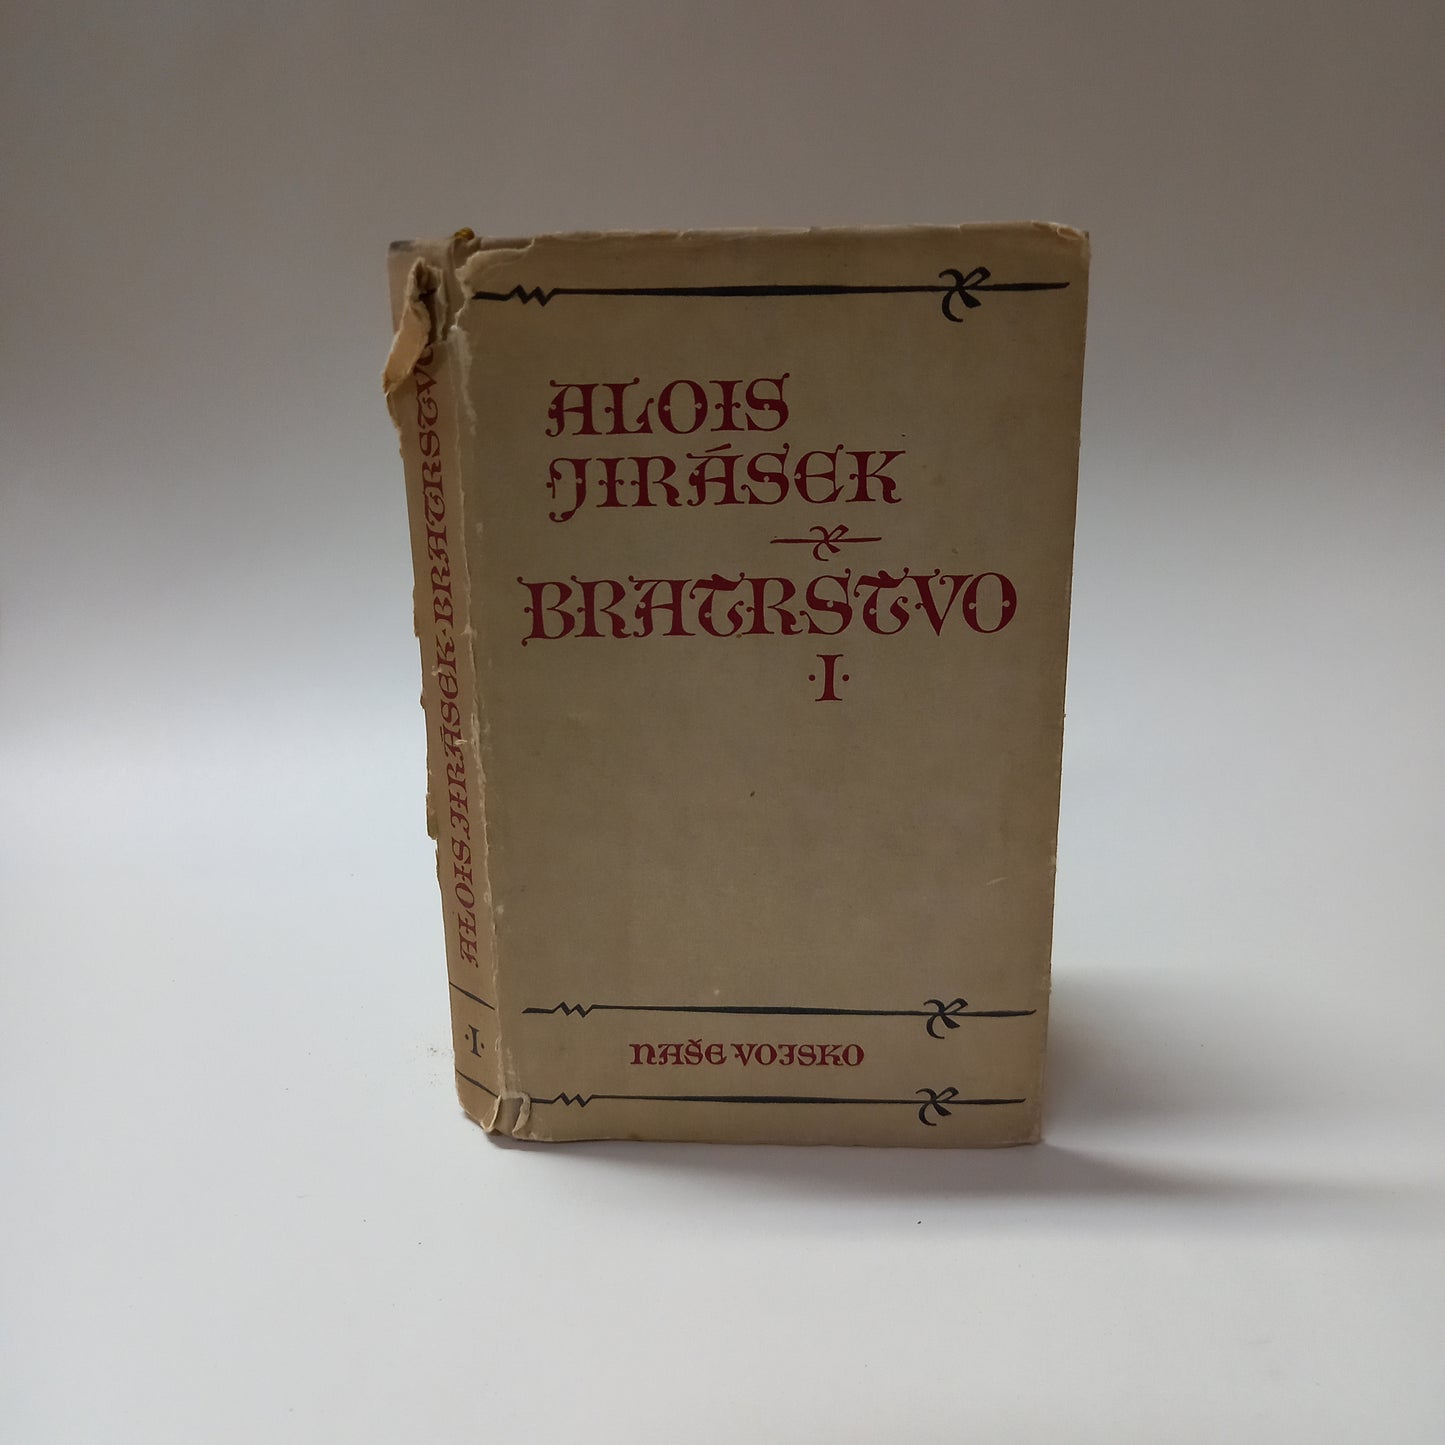 ALOIS
JIRÁSEK
BRATRSTVO
·I·
NAŠE VOJSKO
ALOIS JIRÁSEK·BRATRSTVO
·I·